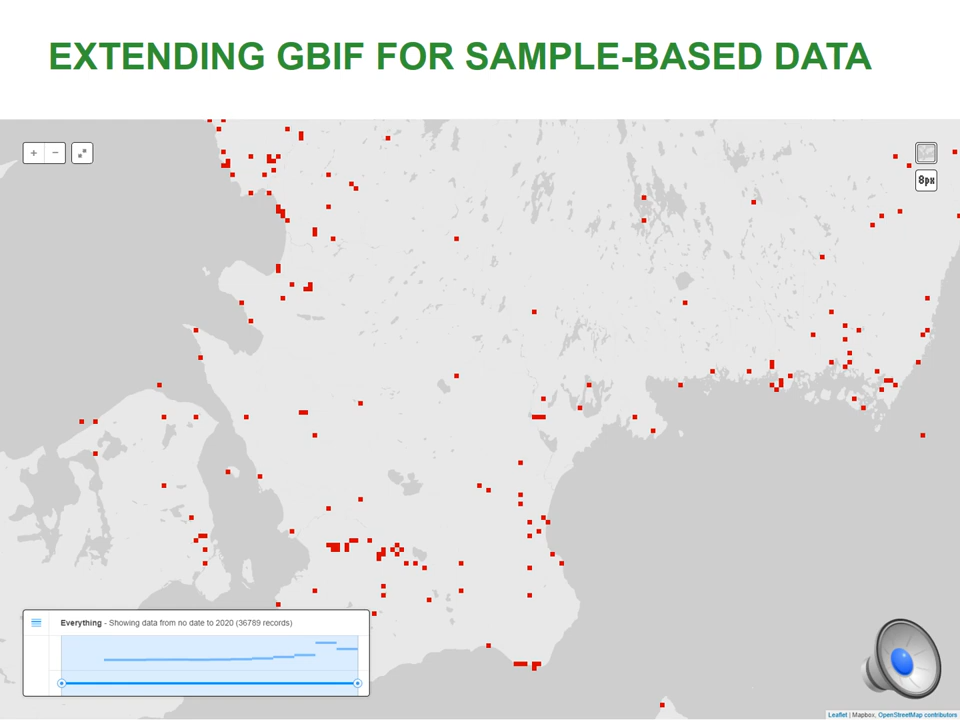 EXTENDING GBIF FOR SAMPLE-BASED DATA
+ −
8px
Everything - Showing data from no date to 2020 (36789 records)
Leaflet | Mapbox, OpenStreetMap contributors